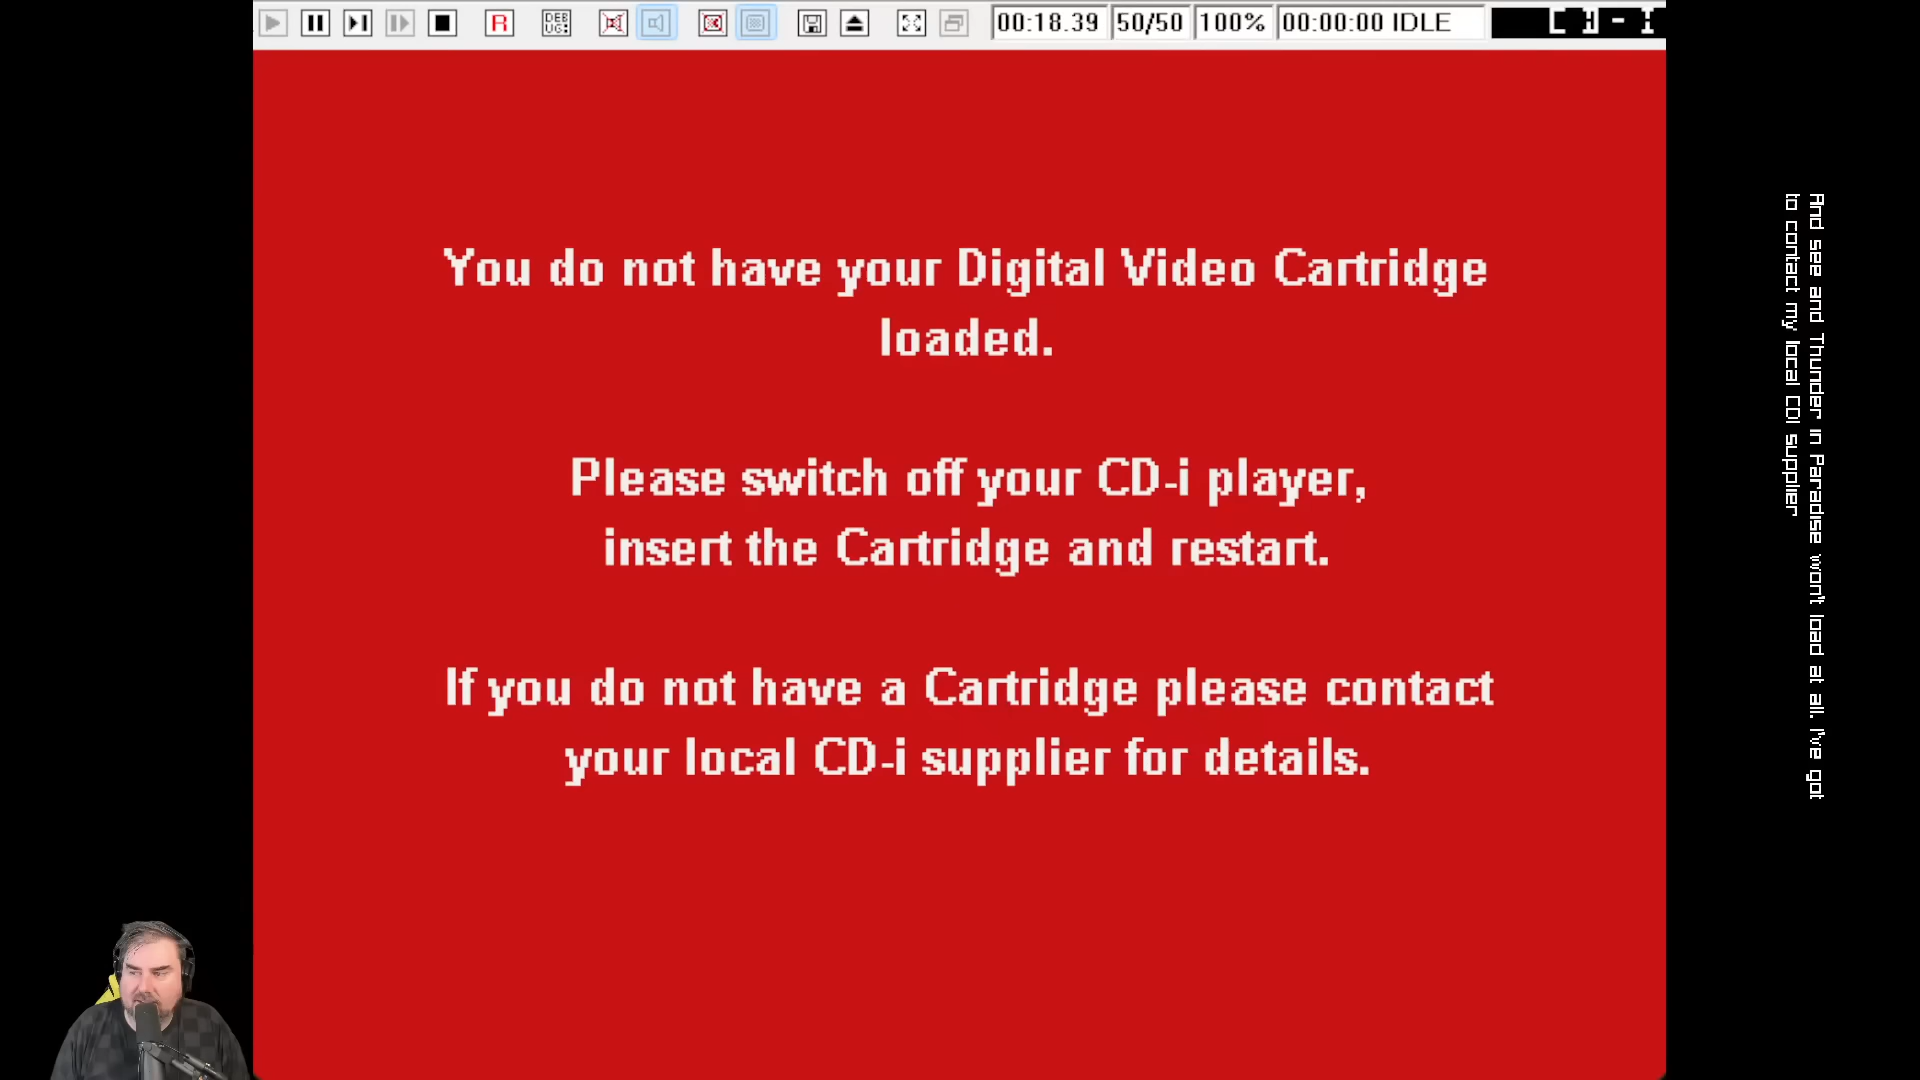 R
DEB
UG:
00:18.39
50/50
100%
00:00:00 IDLE
CD-I
You do not have your Digital Video Cartridge
loaded.
Please switch off your CD-i player,
insert the Cartridge and restart.
If you do not have a Cartridge please contact
your local CD-i supplier for details.
And see and Thunder in Paradise won't load at all. I've got
to contact my local CDI supplier